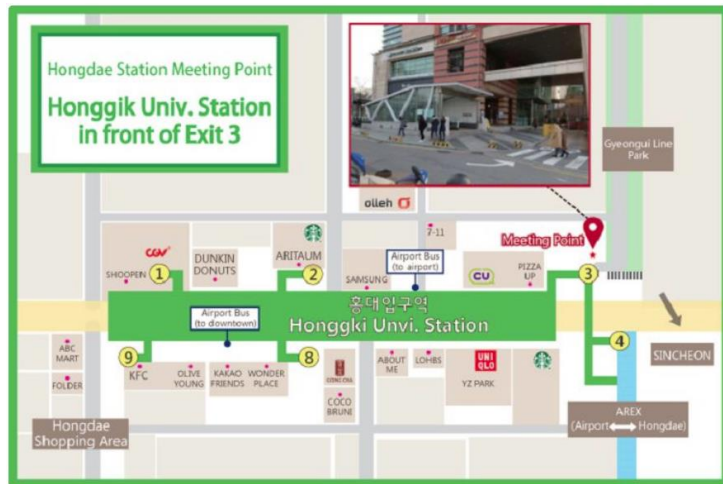 Hongdae Station Meeting Point
Honggik Univ. Station
in front of Exit 3
Gyeongui Line
Park
olleh
7-11
Meeting Point
CGV
SHOOPEN
1
DUNKIN
DONUTS
2
ARITAUM
Airport Bus
(to airport)
SAMSUNG
CU
PIZZA
UP
3
홍대입구역
Honggki Unvi. Station
Airport Bus
(to downtown)
4
SINCHEON
ABC
MART
FOLDER
9
KFC
OLIVE
YOUNG
KAKAO
FRIENDS
WONDER
PLACE
8
GONG CHA
COCO
BRUNI
ABOUT
ME
LOHBS
UNI
QLO
YZ PARK
Hongdae
Shopping Area
AREX
(Airport Hongdae)